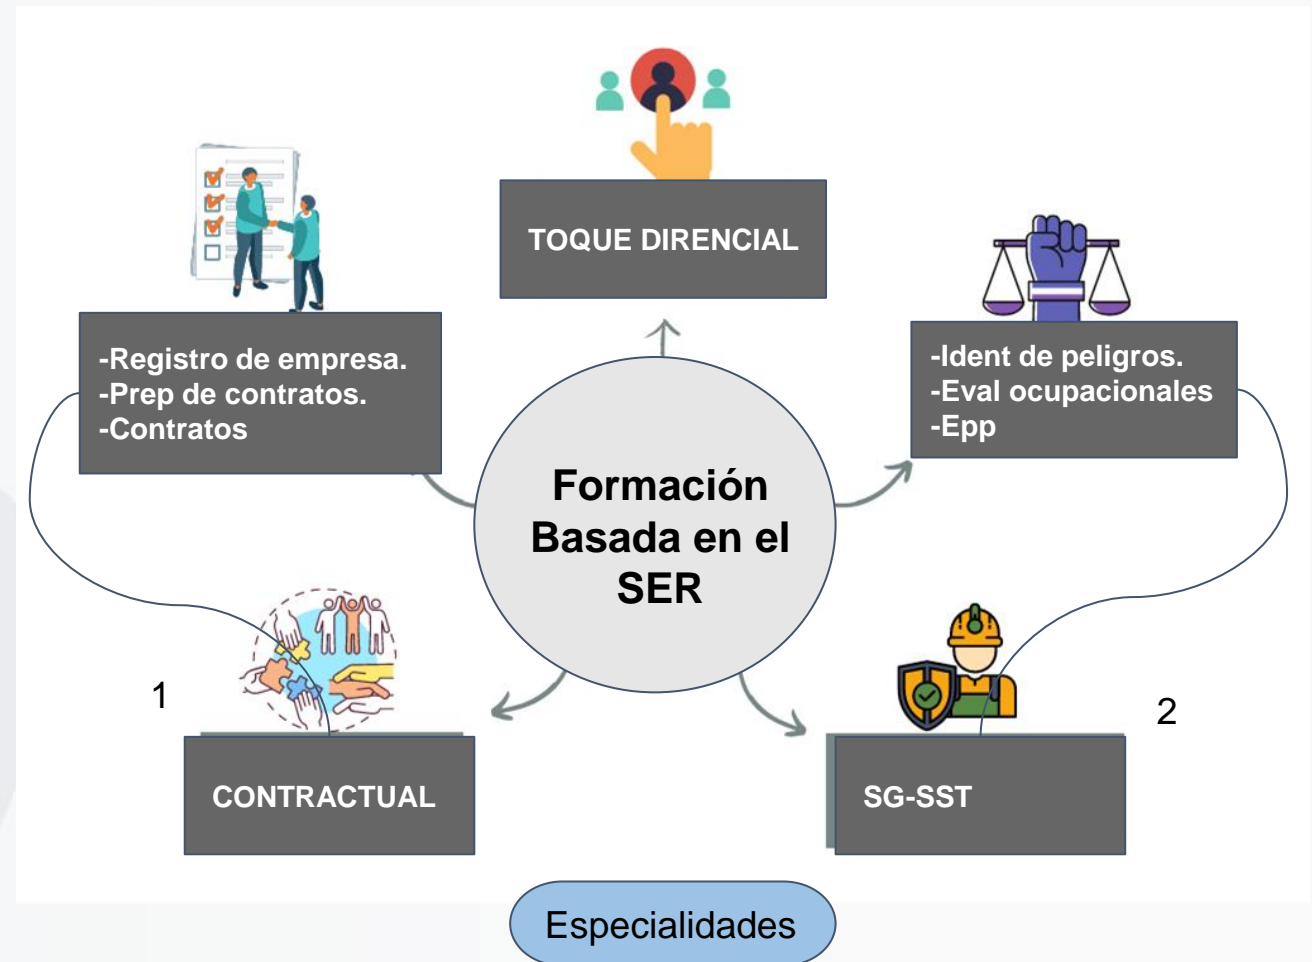 TOQUE DIRENCIAL
-Registro de empresa.
-Prep de contratos.
-Contratos
-Ident de peligros.
-Eval ocupacionales
-Epp
Formación
Basada en el
SER
1
CONTRACTUAL
2
SG-SST
Especialidades